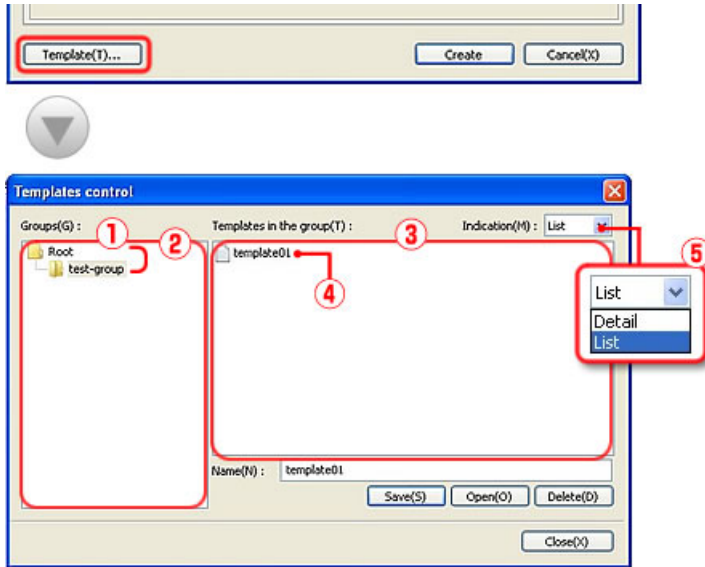 Template(T)... Create Cancel(X)
Templates control
Groups(G) : Templates in the group(T) : Indication(M) : List
① ② ③ ⑤
Root template01
test-group
④
List
Detail
List
Name(N) : template01
Save(S) Open(O) Delete(D)
Close(X)